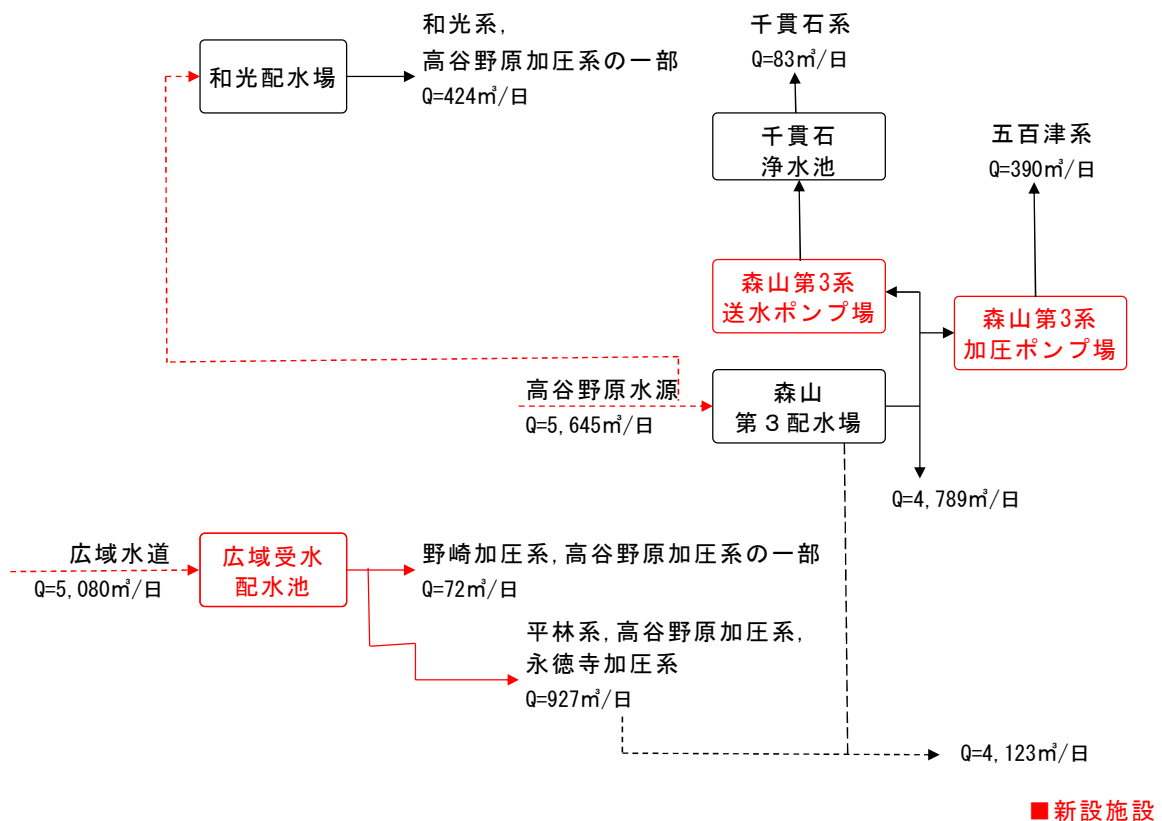 和光配水場
和光系,
高谷野原加圧系の一部
Q=424㎥/日
千貫石系
Q=83㎥/日
千貫石
浄水池
五百津系
Q=390㎥/日
森山第3系
送水ポンプ場
森山第3系
加圧ポンプ場
高谷野原水源
Q=5,645㎥/日
森山
第３配水場
Q=4,789㎥/日
広域水道
Q=5,080㎥/日
広域受水
配水池
野崎加圧系,高谷野原加圧系の一部
Q=72㎥/日
平林系,高谷野原加圧系,
永徳寺加圧系
Q=927㎥/日
Q=4,123㎥/日
■新設施設